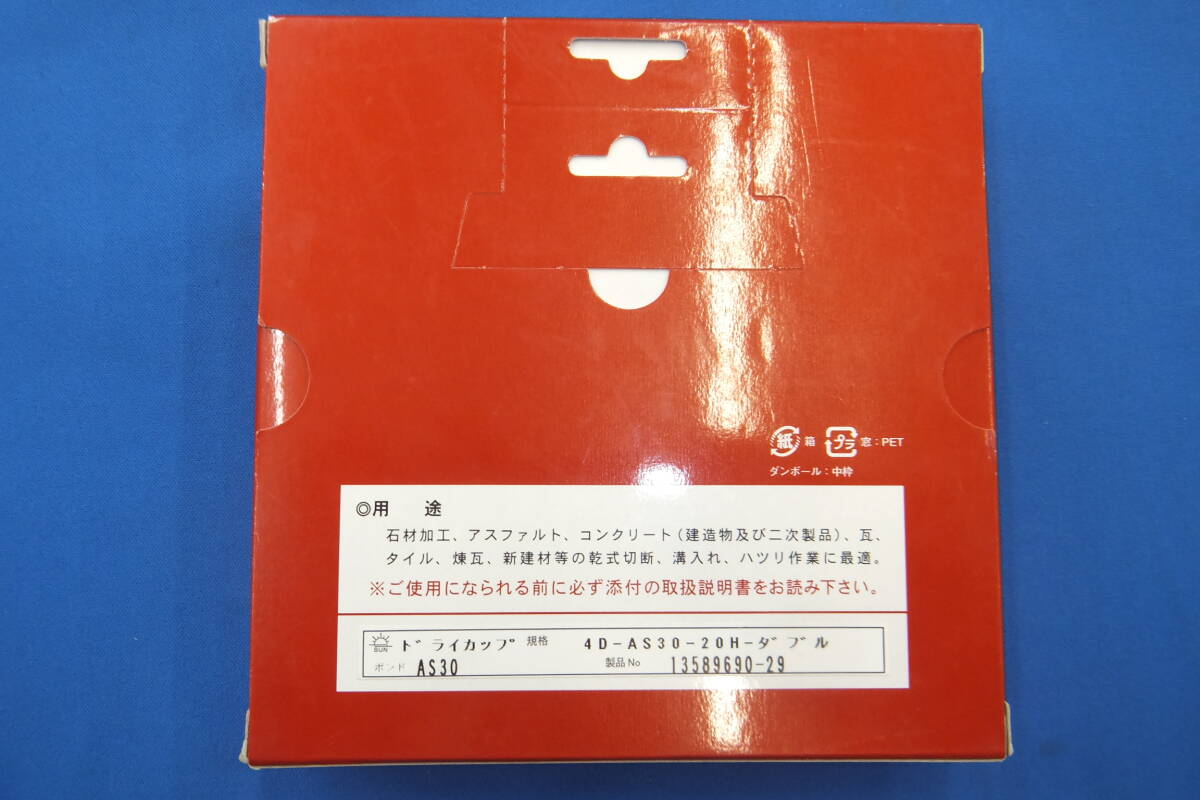 紙 箱 プラ 窓:PET
ダンボール:中枠
◎用 途
石材加工、アスファルト、コンクリート(建造物及び二次製品)、瓦、
タイル、煉瓦、新建材等の乾式切断、溝入れ、ハツリ作業に最適。
※ご使用になられる前に必ず添付の取扱説明書をお読み下さい。
SUN ドライカップ 規格 4D-AS30-20H-ダブル
ボンド AS30 製品No 13589690-29